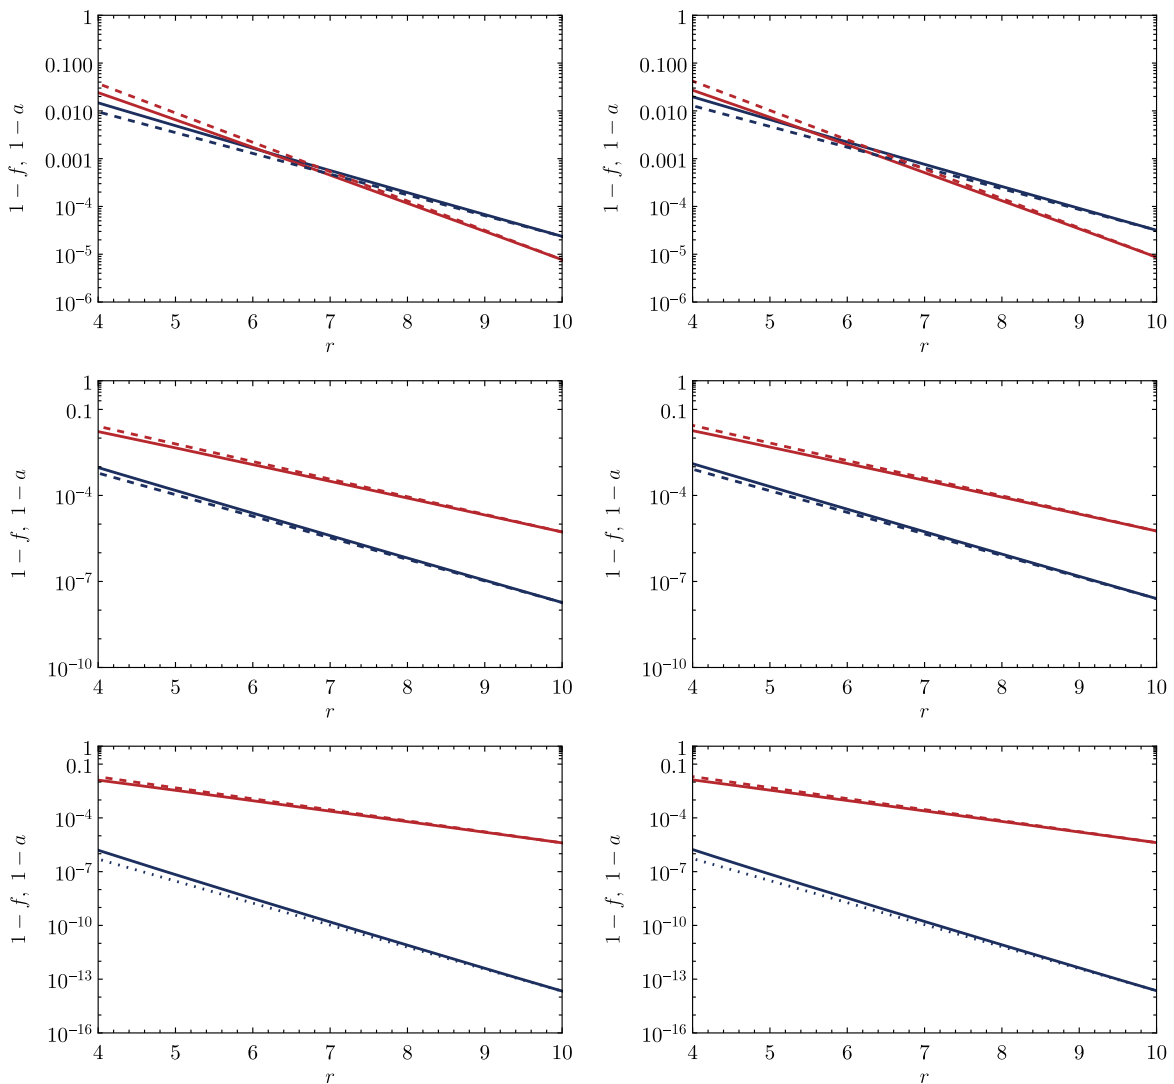 1 1
0.100 0.100
0.010 0.010
0.001 0.001
10⁻⁴ 10⁻⁴
10⁻⁵ 10⁻⁵
10⁻⁶ 10⁻⁶
1 − f, 1 − a 1 − f, 1 − a
4 5 6 7 8 9 10 4 5 6 7 8 9 10
r r
1 1
0.1 0.1
10⁻⁴ 10⁻⁴
10⁻⁷ 10⁻⁷
10⁻¹⁰ 10⁻¹⁰
1 − f, 1 − a 1 − f, 1 − a
4 5 6 7 8 9 10 4 5 6 7 8 9 10
r r
1 1
0.1 0.1
10⁻⁴ 10⁻⁴
10⁻⁷ 10⁻⁷
10⁻¹⁰ 10⁻¹⁰
10⁻¹³ 10⁻¹³
10⁻¹⁶ 10⁻¹⁶
1 − f, 1 − a 1 − f, 1 − a
4 5 6 7 8 9 10 4 5 6 7 8 9 10
r r